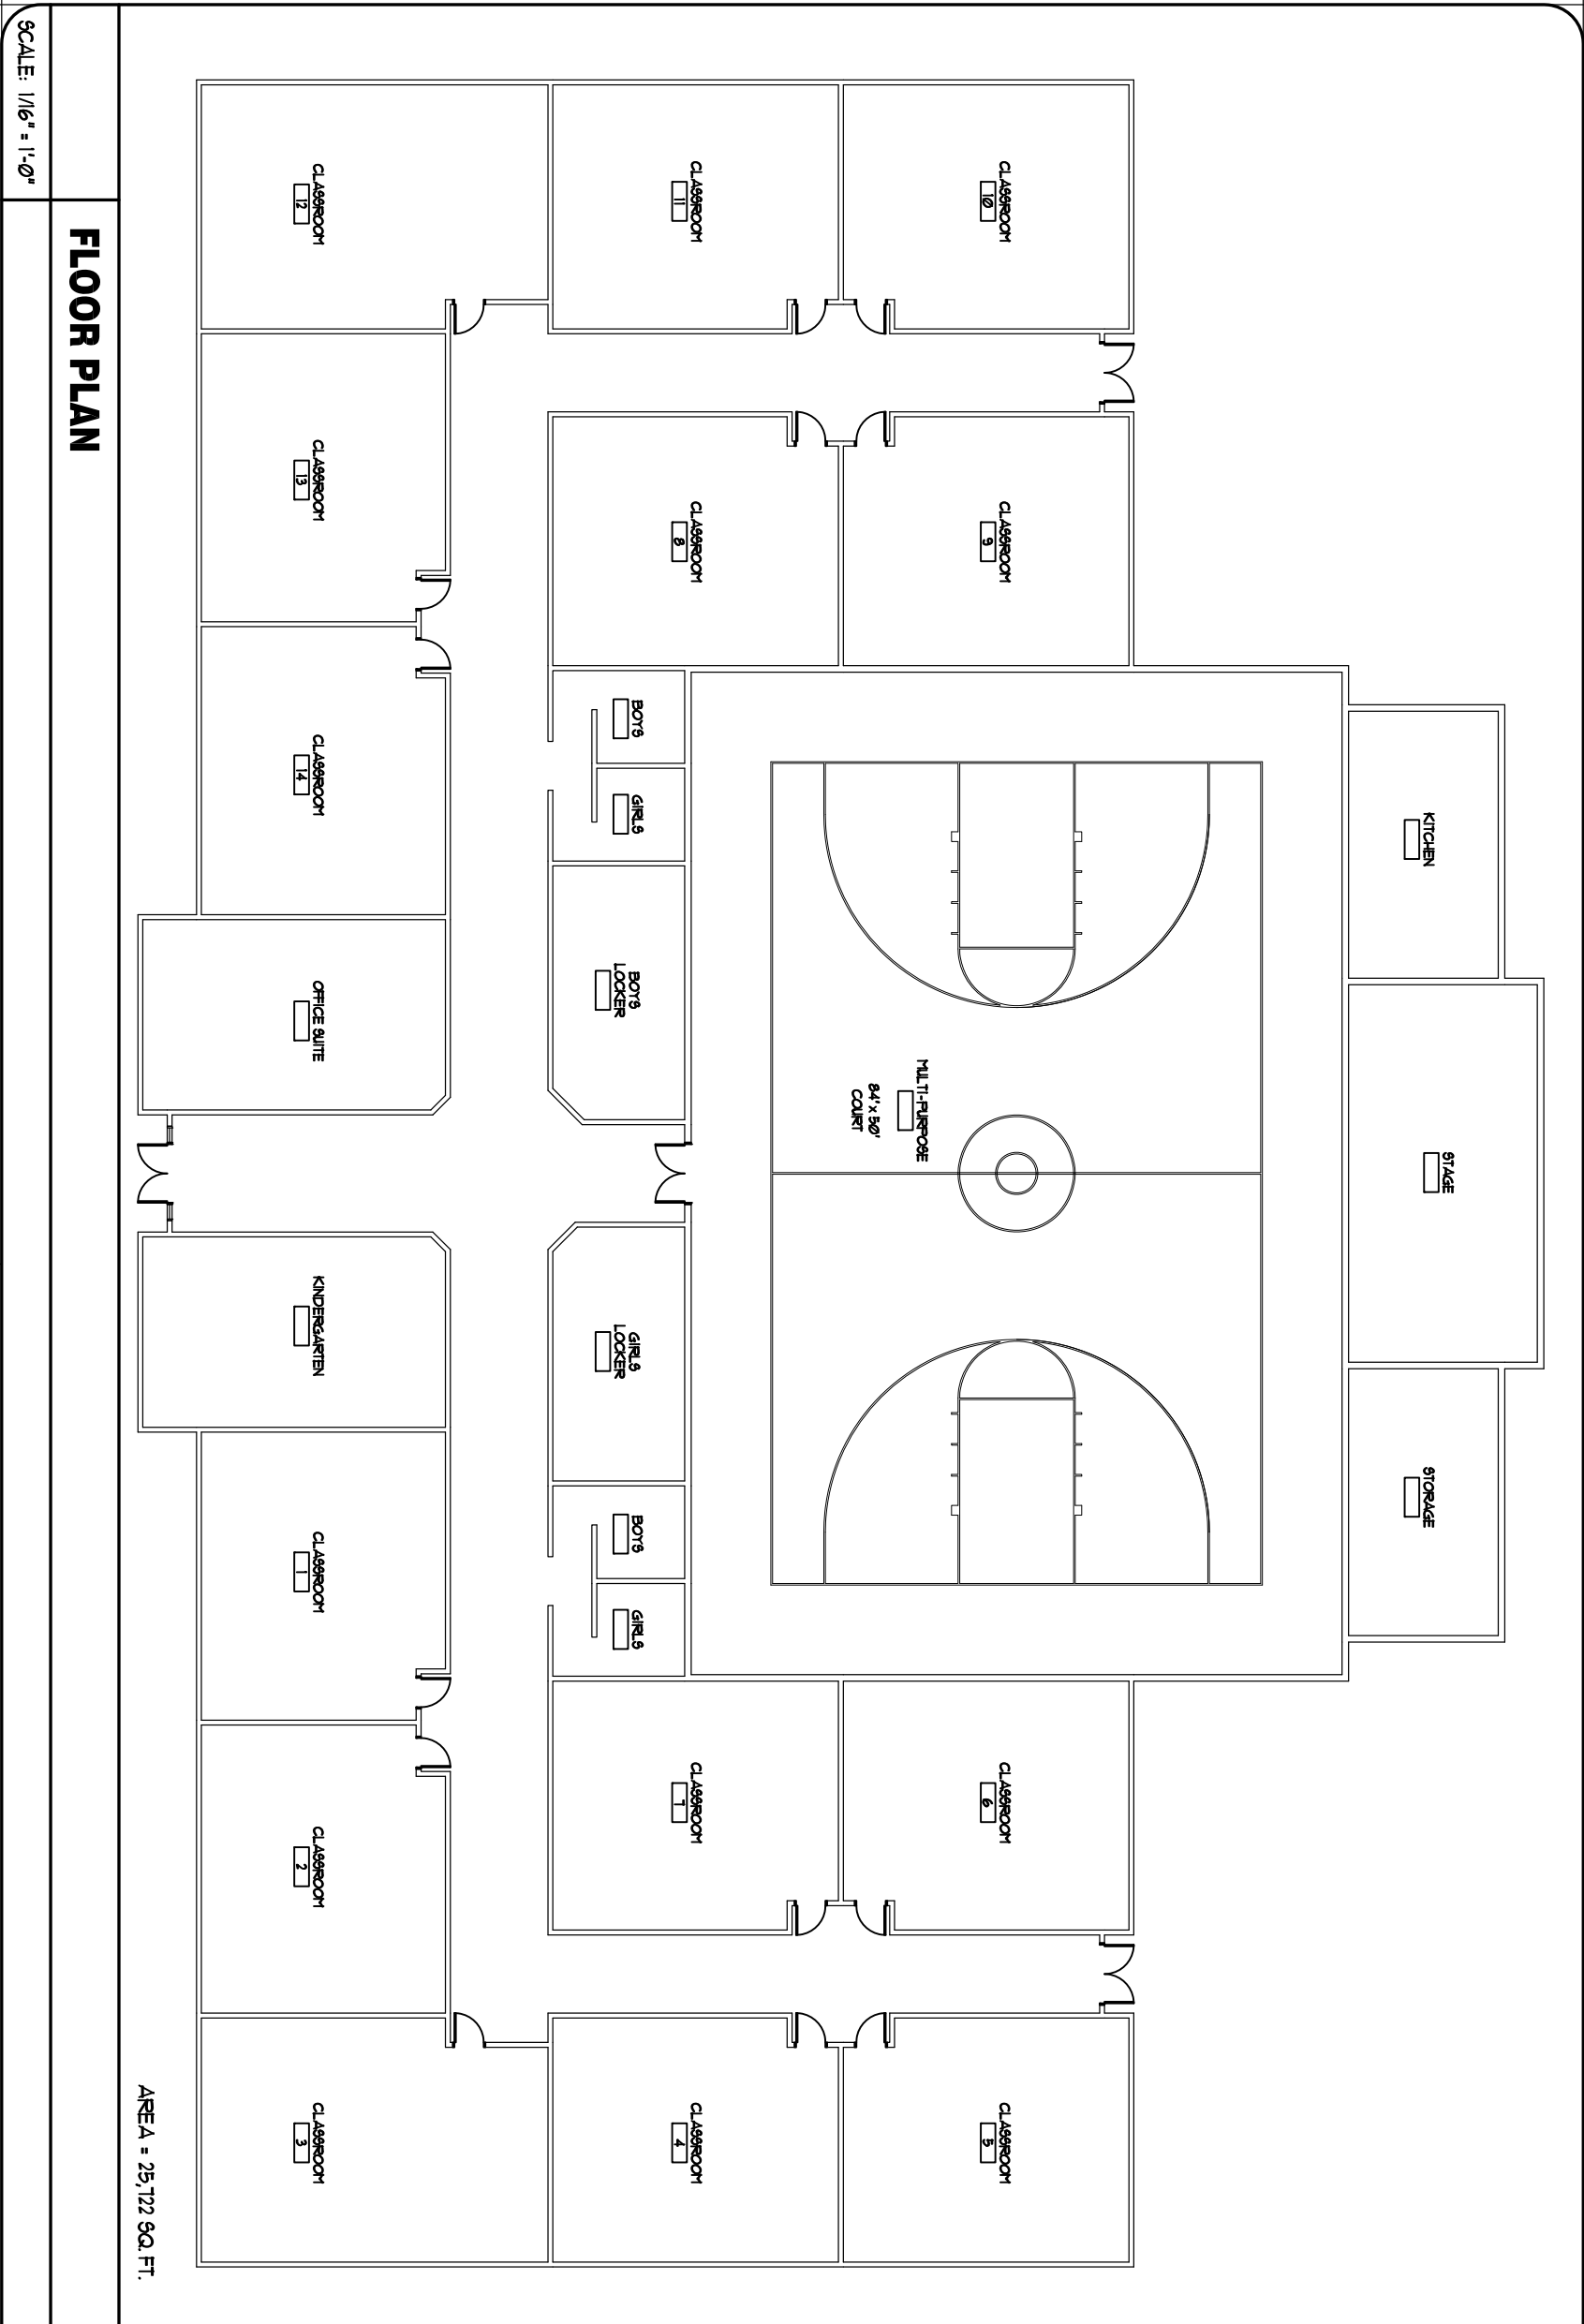 KITCHEN
STAGE
STORAGE
CLASSROOM
10
CLASSROOM
9
CLASSROOM
6
CLASSROOM
5
MULTI-PURPOSE
84' x 50'
COURT
CLASSROOM
11
CLASSROOM
8
CLASSROOM
7
CLASSROOM
4
BOYS
GIRLS
BOYS
LOCKER
GIRLS
LOCKER
BOYS
GIRLS
CLASSROOM
12
CLASSROOM
13
CLASSROOM
14
OFFICE SUITE
KINDERGARTEN
CLASSROOM
1
CLASSROOM
2
CLASSROOM
3
AREA = 25,722 SQ. FT.
FLOOR PLAN
SCALE: 1/16" = 1'-0"